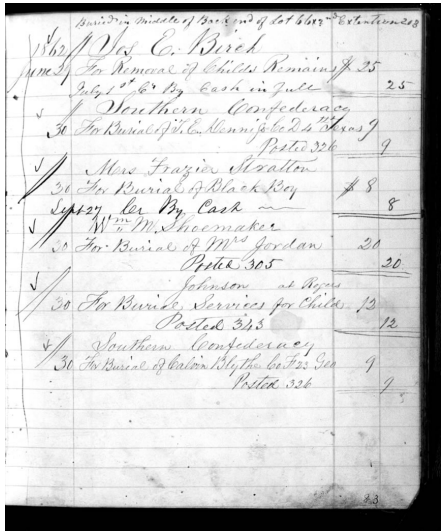 Buried in Middle of Back end of Lot 66x2nd Extention 203
1862 Jos E. Birch
June 29 For Removal of Childs Remains $ 25
July 1st Cr By Cash in full 25
Southern Confederacy
30 For Burial of T. E. Dennis Co D 4th Texas 9
Posted 326 9
Mrs Frazier Stratton
30 For Burial of Black Boy $ 8
Sept 27 Cr By Cash 8
Wm M. Shoemaker
30 For Burial of Mrs Jordan 20
Posted 305 20
Johnson at Rogers
30 For Burial Services for Child 12
Posted 343 12
Southern Confederacy
30 For Burial of Calvin Blythe Co F 23 Geo 9
Posted 326 9
83